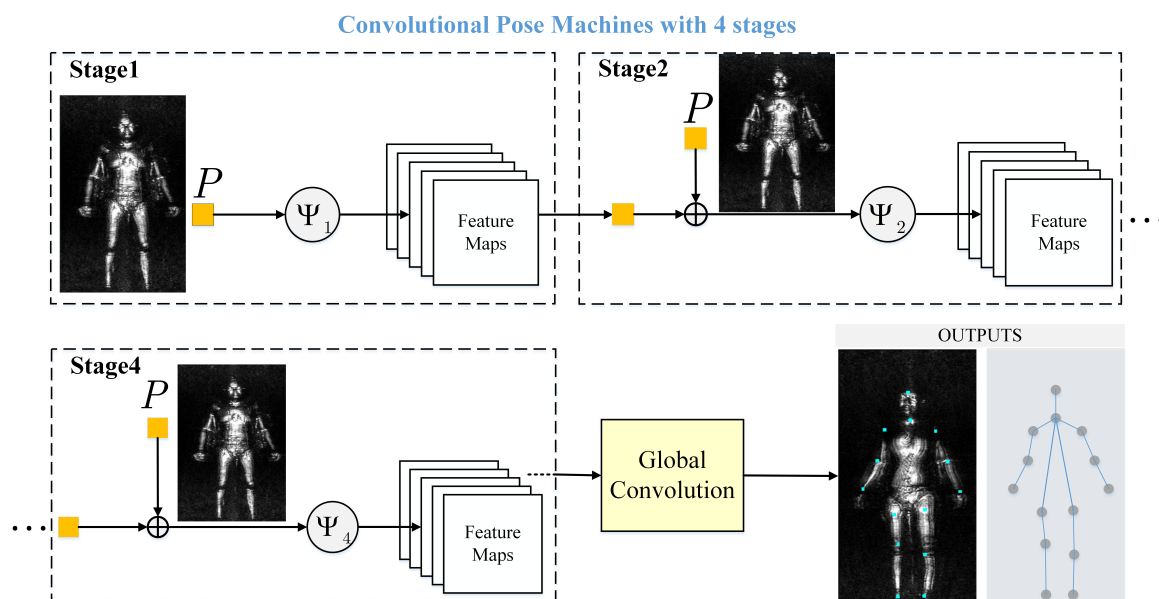 Convolutional Pose Machines with 4 stages
Stage1
P
Ψ1
Feature
Maps
Stage2
P
Ψ2
Feature
Maps
...
Stage4
P
...
Ψ4
Feature
Maps
Global
Convolution
OUTPUTS